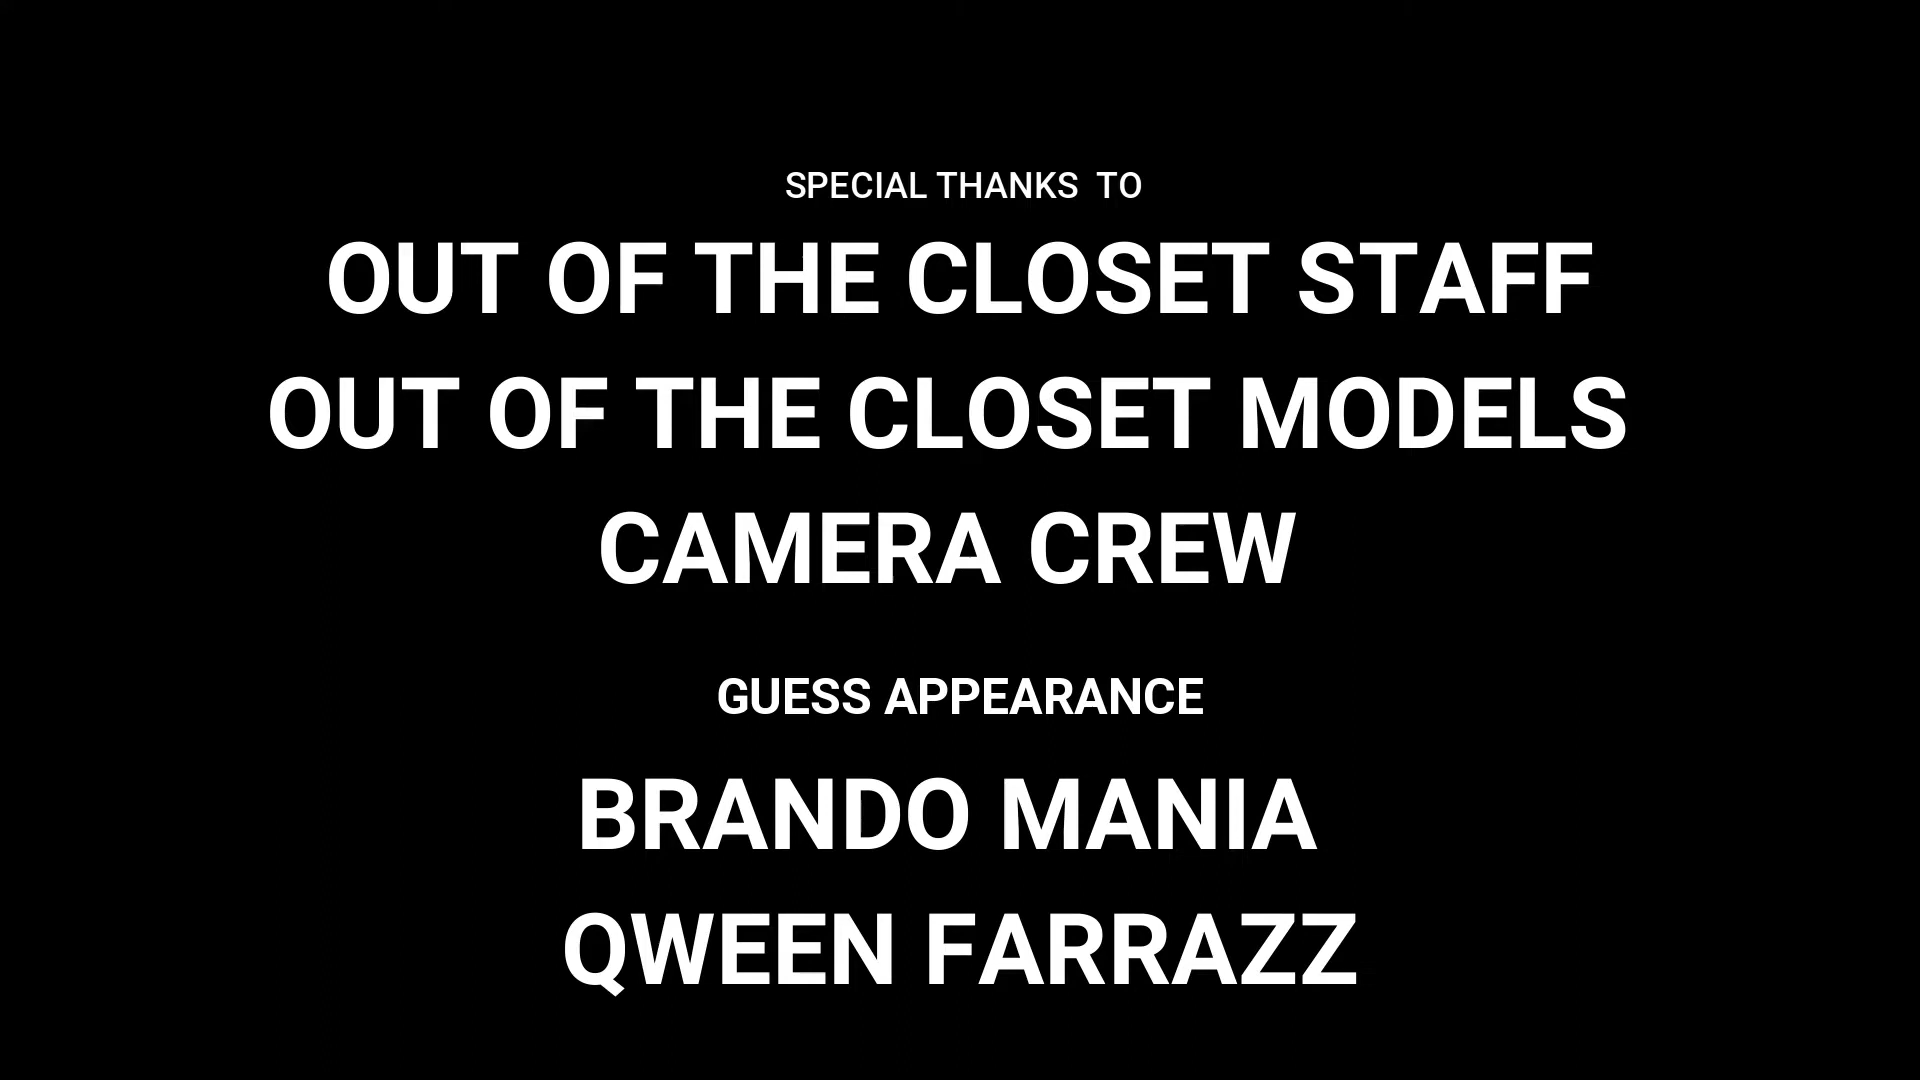 SPECIAL THANKS  TO
OUT OF THE CLOSET STAFF
OUT OF THE CLOSET MODELS
CAMERA CREW
GUESS APPEARANCE
BRANDO MANIA
QWEEN FARRAZZ